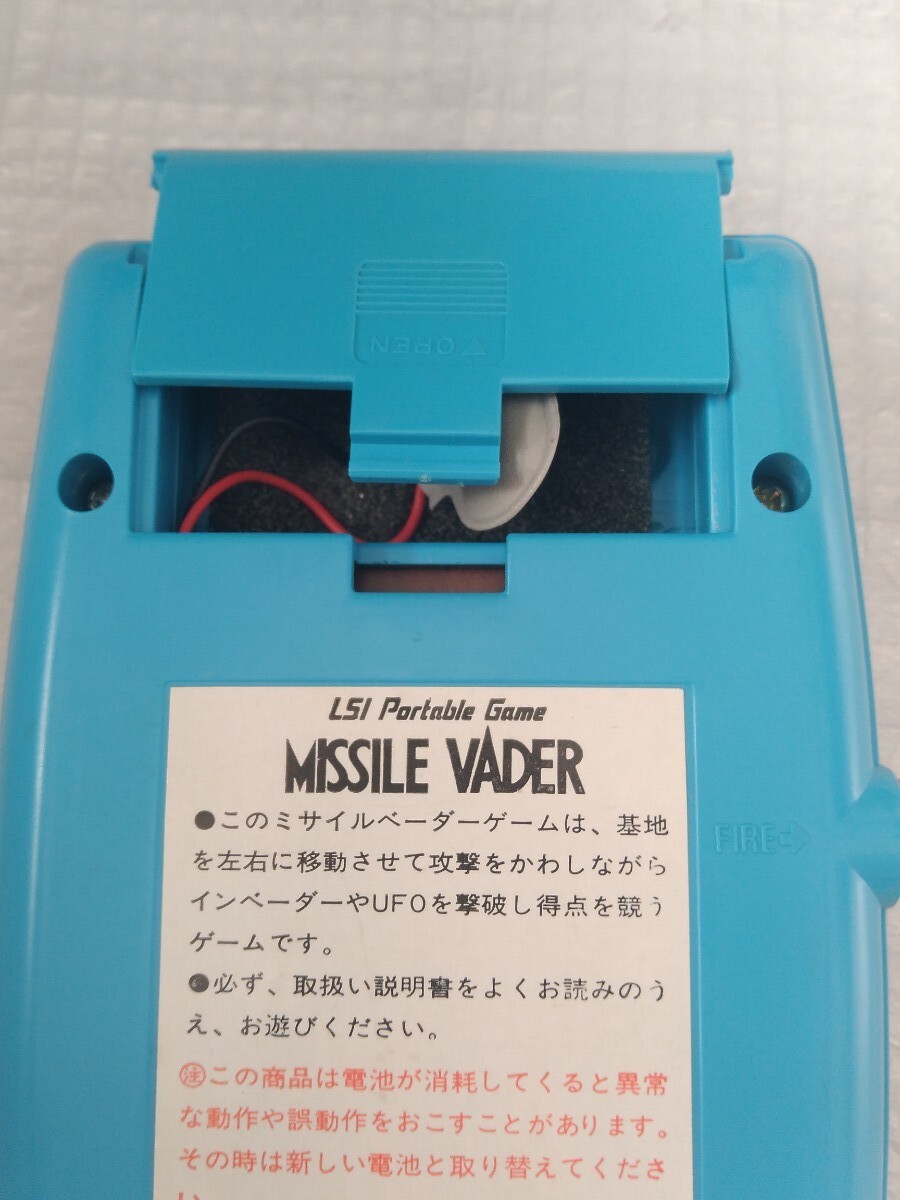 OPEN
LSI Portable Game
MISSILE VADER
●このミサイルベーダーゲームは、基地
を左右に移動させて攻撃をかわしながら
インベーダーやUFOを撃破し得点を競う
ゲームです。
●必ず、取扱い説明書をよくお読みのう
え、お遊びください。
㊟この商品は電池が消耗してくると異常
な動作や誤動作をおこすことがあります。
その時は新しい電池と取り替えてくださ
い。
FIRE